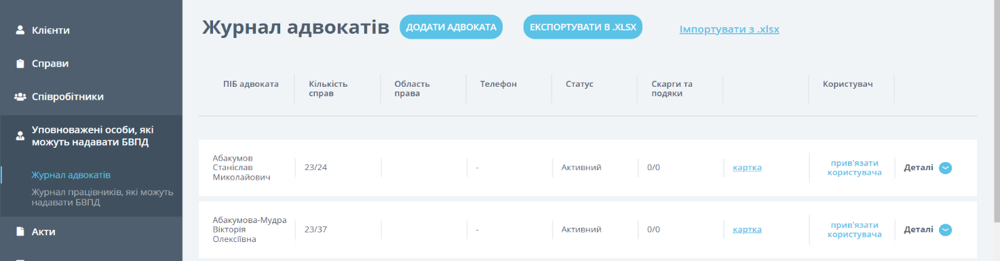 Клієнти
Справи
Співробітники
Уповноважені особи, які
можуть надавати БВПД
Журнал адвокатів
Журнал працівників, які можуть
надавати БВПД
Акти
Журнал адвокатів
ДОДАТИ АДВОКАТА
ЕКСПОРТУВАТИ В .XLSX
Імпортувати з .xlsx
ПІБ адвоката
Кількість
справ
Область
права
Телефон
Статус
Скарги та
подяки
Користувач
Абакумов
Станіслав
Миколайович
23/24
-
Активний
0/0
картка
прив'язати
користувача
Деталі
Абакумова-Мудра
Вікторія
Олексіївна
23/37
-
Активний
0/0
картка
прив'язати
користувача
Деталі